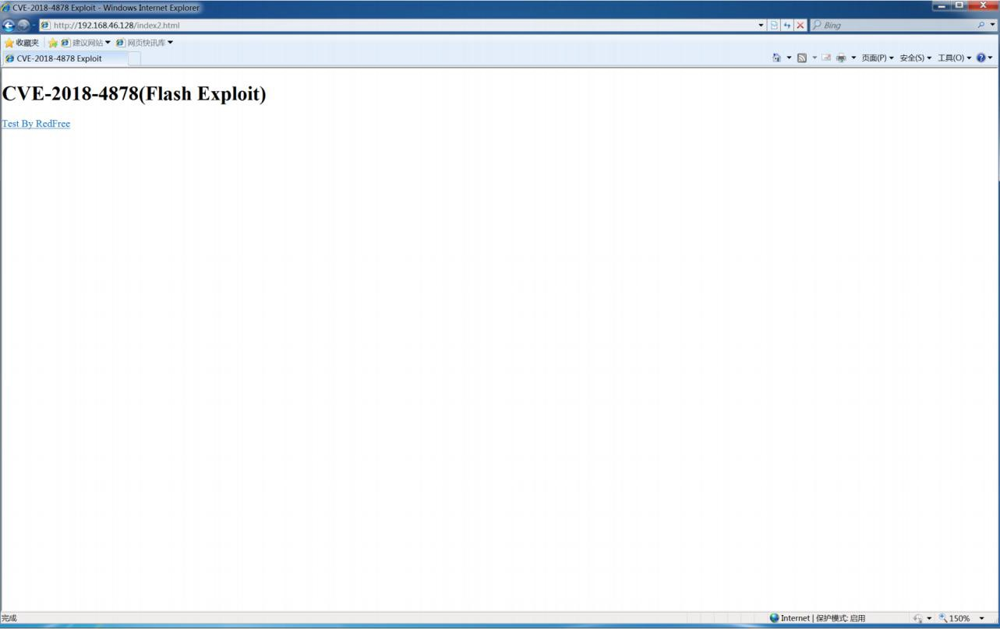 CVE-2018-4878 Exploit - Windows Internet Explorer
http://192.168.46.128/index2.html
Bing
收藏夹 建议网站 网页快讯库
CVE-2018-4878 Exploit
页面(P) 安全(S) 工具(O)
CVE-2018-4878(Flash Exploit)
Test By RedFree
完成
Internet | 保护模式: 启用
150%